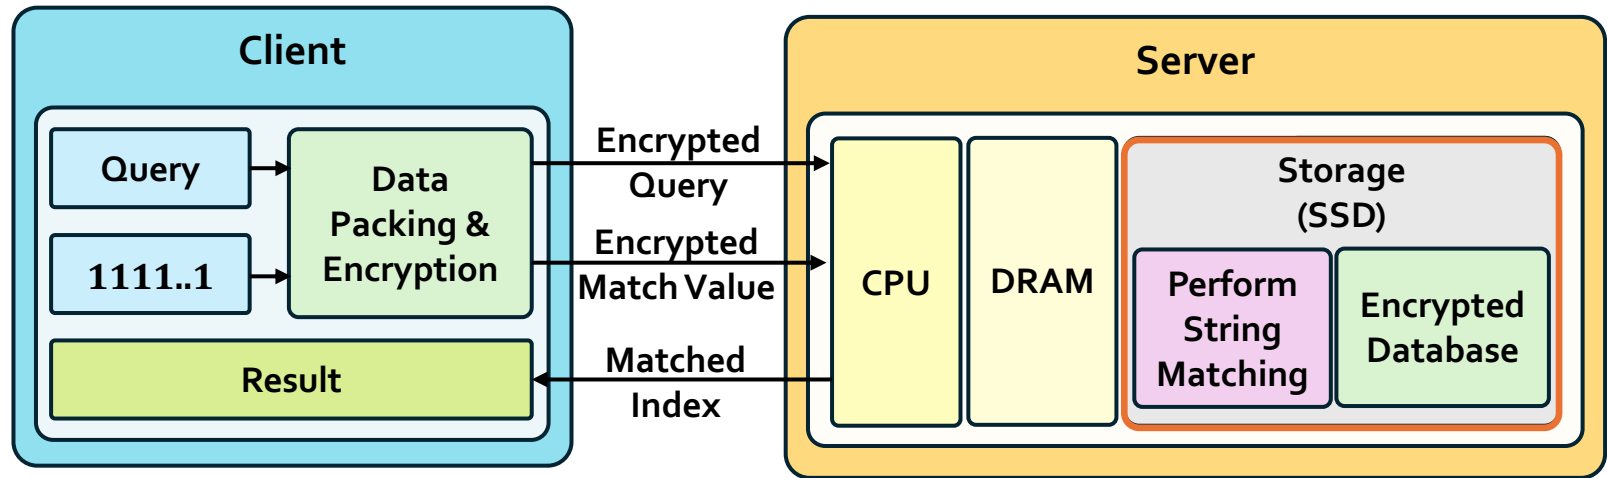 Client
Query
1111..1
Data
Packing &
Encryption
Result
Encrypted
Query
Encrypted
Match Value
Matched
Index
Server
CPU
DRAM
Storage
(SSD)
Perform
String
Matching
Encrypted
Database